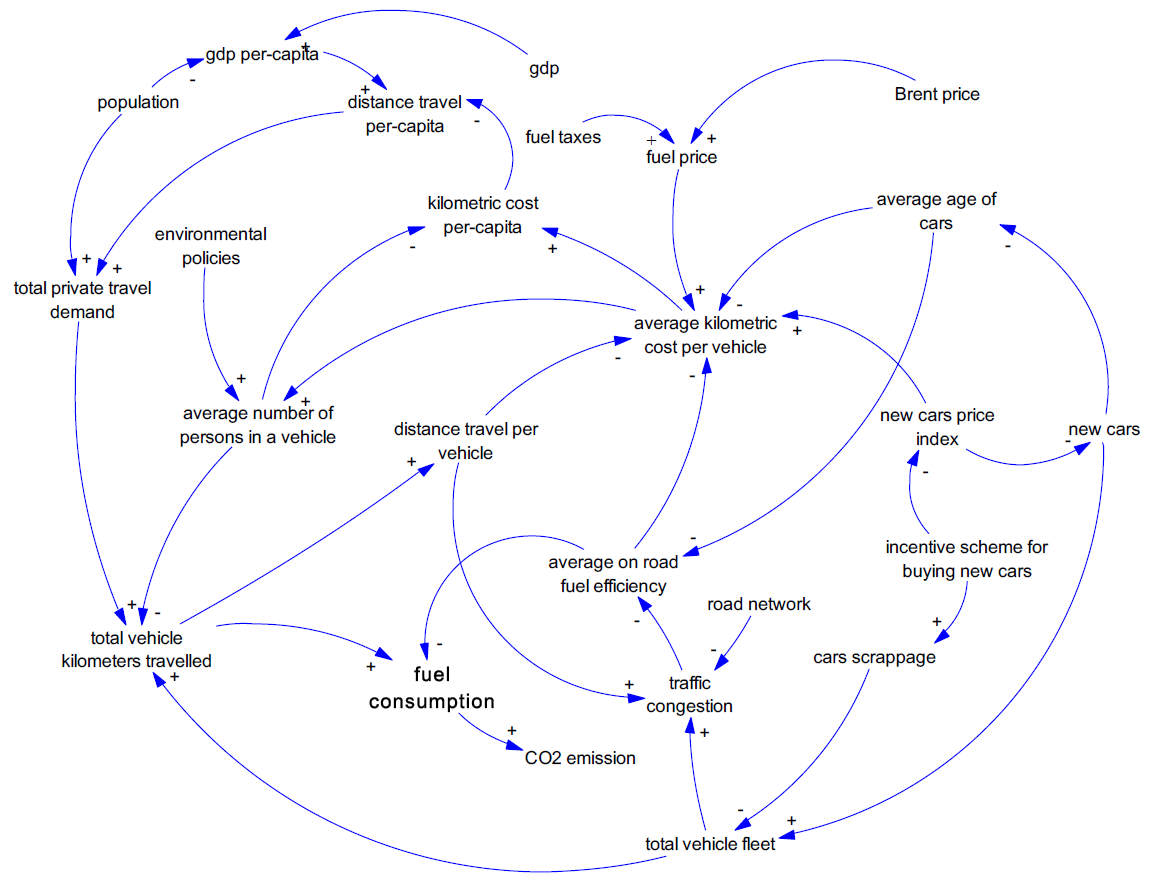 gdp per-capita
+
gdp
-
population
+
distance travel
per-capita
-
Brent price
fuel taxes
+
+
fuel price
kilometric cost
per-capita
-
+
average age of
cars
-
environmental
policies
+
+
total private travel
demand
+
-
average kilometric
cost per vehicle
+
-
-
+
+
average number of
persons in a vehicle
distance travel per
vehicle
+
new cars price
index
-
new cars
-
-
average on road
fuel efficiency
-
incentive scheme for
buying new cars
road network
-
+
+
-
total vehicle
kilometers travelled
+
-
+
fuel
consumption
+
traffic
congestion
+
cars scrappage
+
CO2 emission
-
+
total vehicle fleet